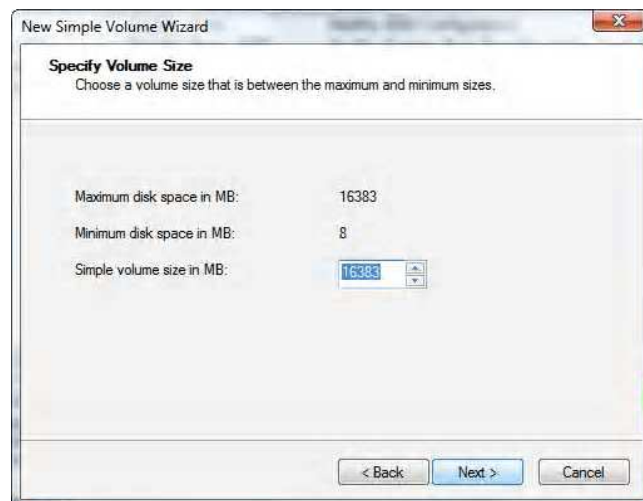 New Simple Volume Wizard
Specify Volume Size
Choose a volume size that is between the maximum and minimum sizes.
Maximum disk space in MB: 16383
Minimum disk space in MB: 8
Simple volume size in MB: 16383
< Back Next > Cancel